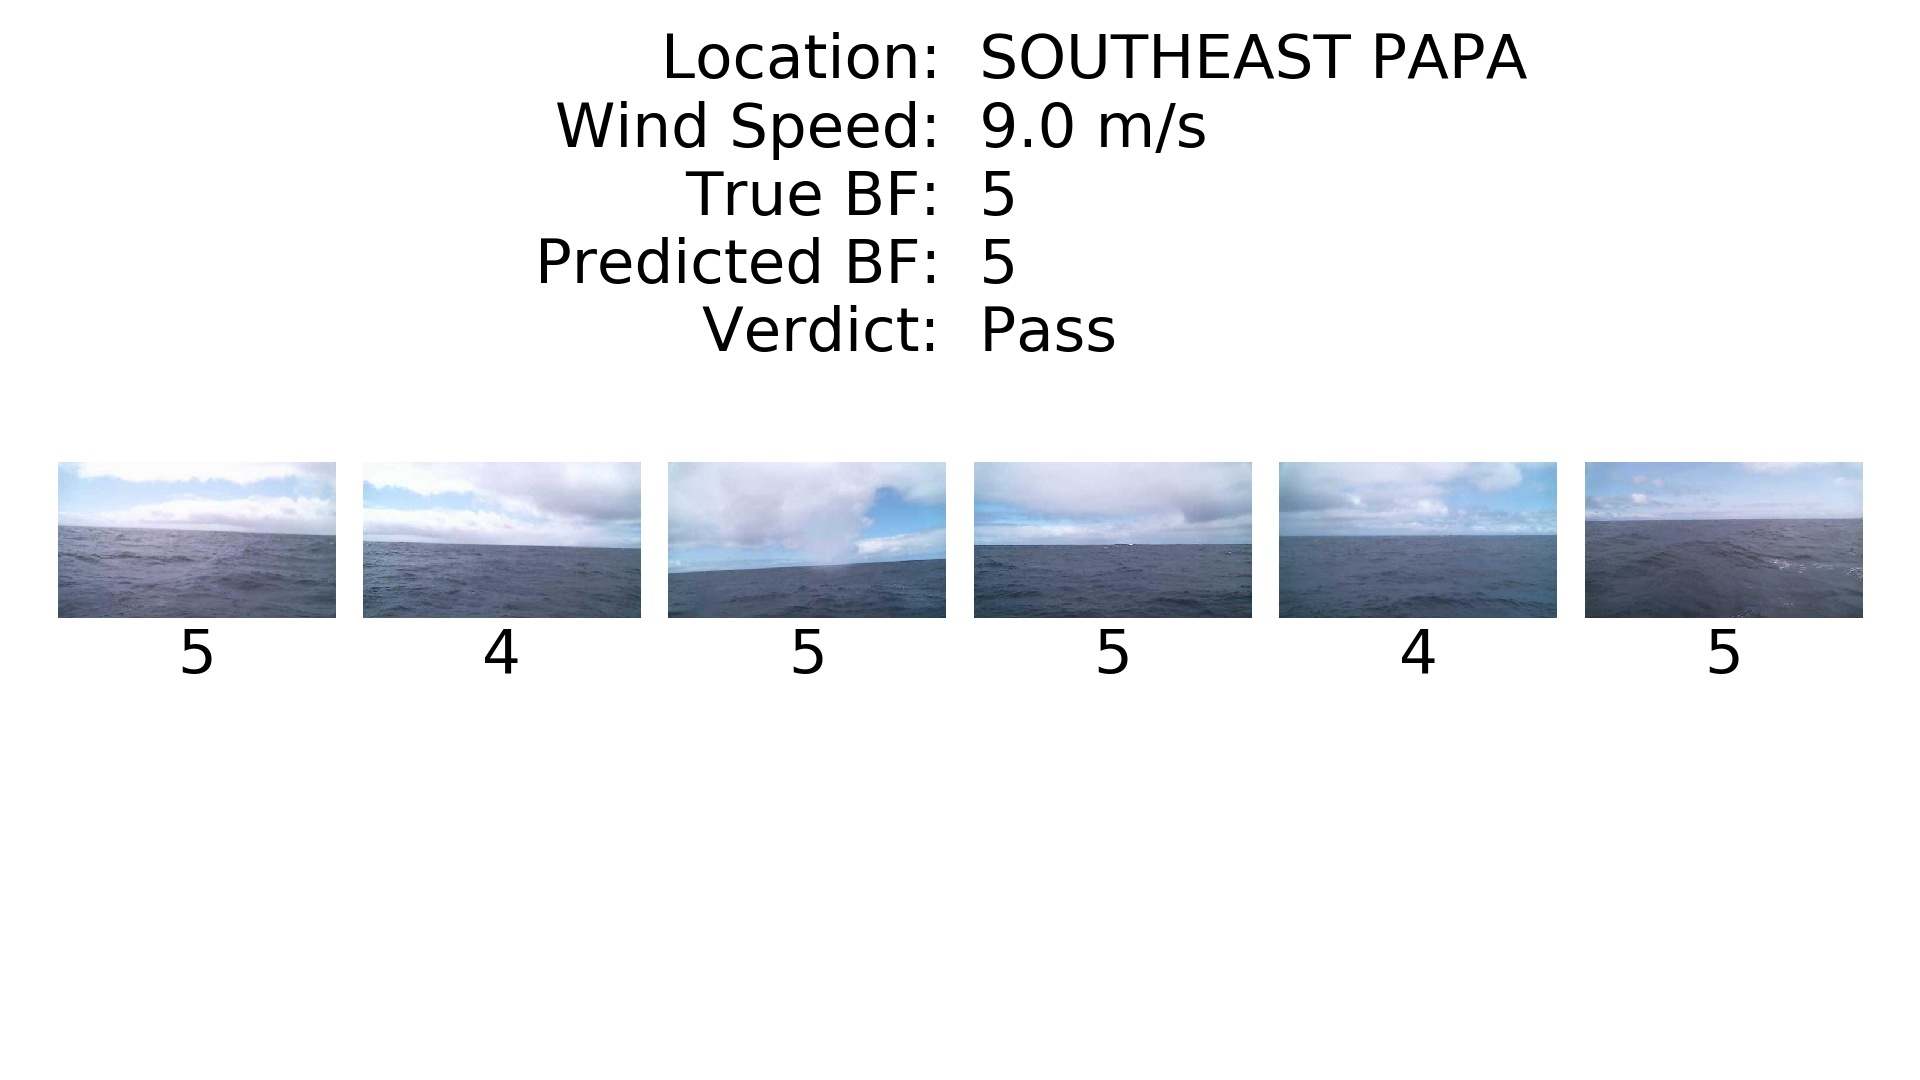 Location: SOUTHEAST PAPA
Wind Speed: 9.0 m/s
True BF: 5
Predicted BF: 5
Verdict: Pass
5 4 5 5 4 5